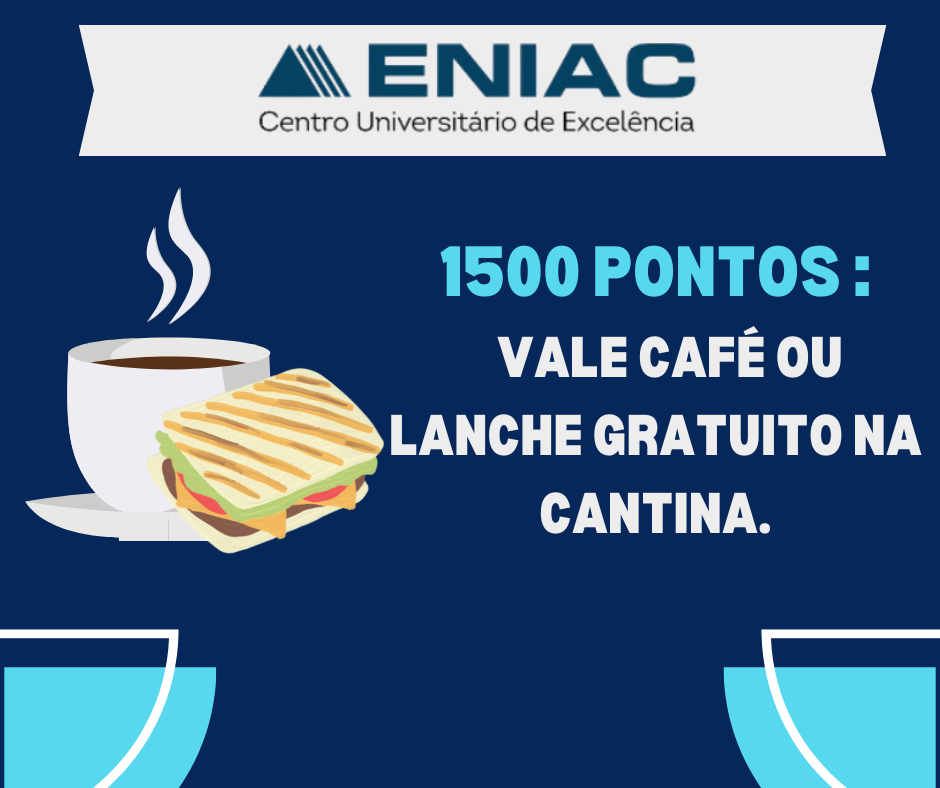 ENIAC
Centro Universitário de Excelência
1500 PONTOS :
VALE CAFÉ OU
LANCHE GRATUITO NA
CANTINA.